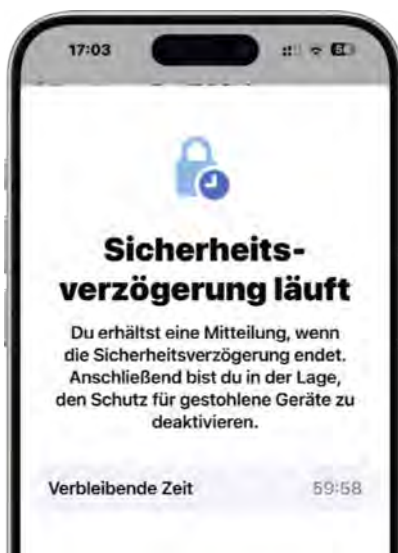 17:03
Sicherheits-
verzögerung läuft
Du erhältst eine Mitteilung, wenn
die Sicherheitsverzögerung endet.
Anschließend bist du in der Lage,
den Schutz für gestohlene Geräte zu
deaktivieren.
Verbleibende Zeit 59:58